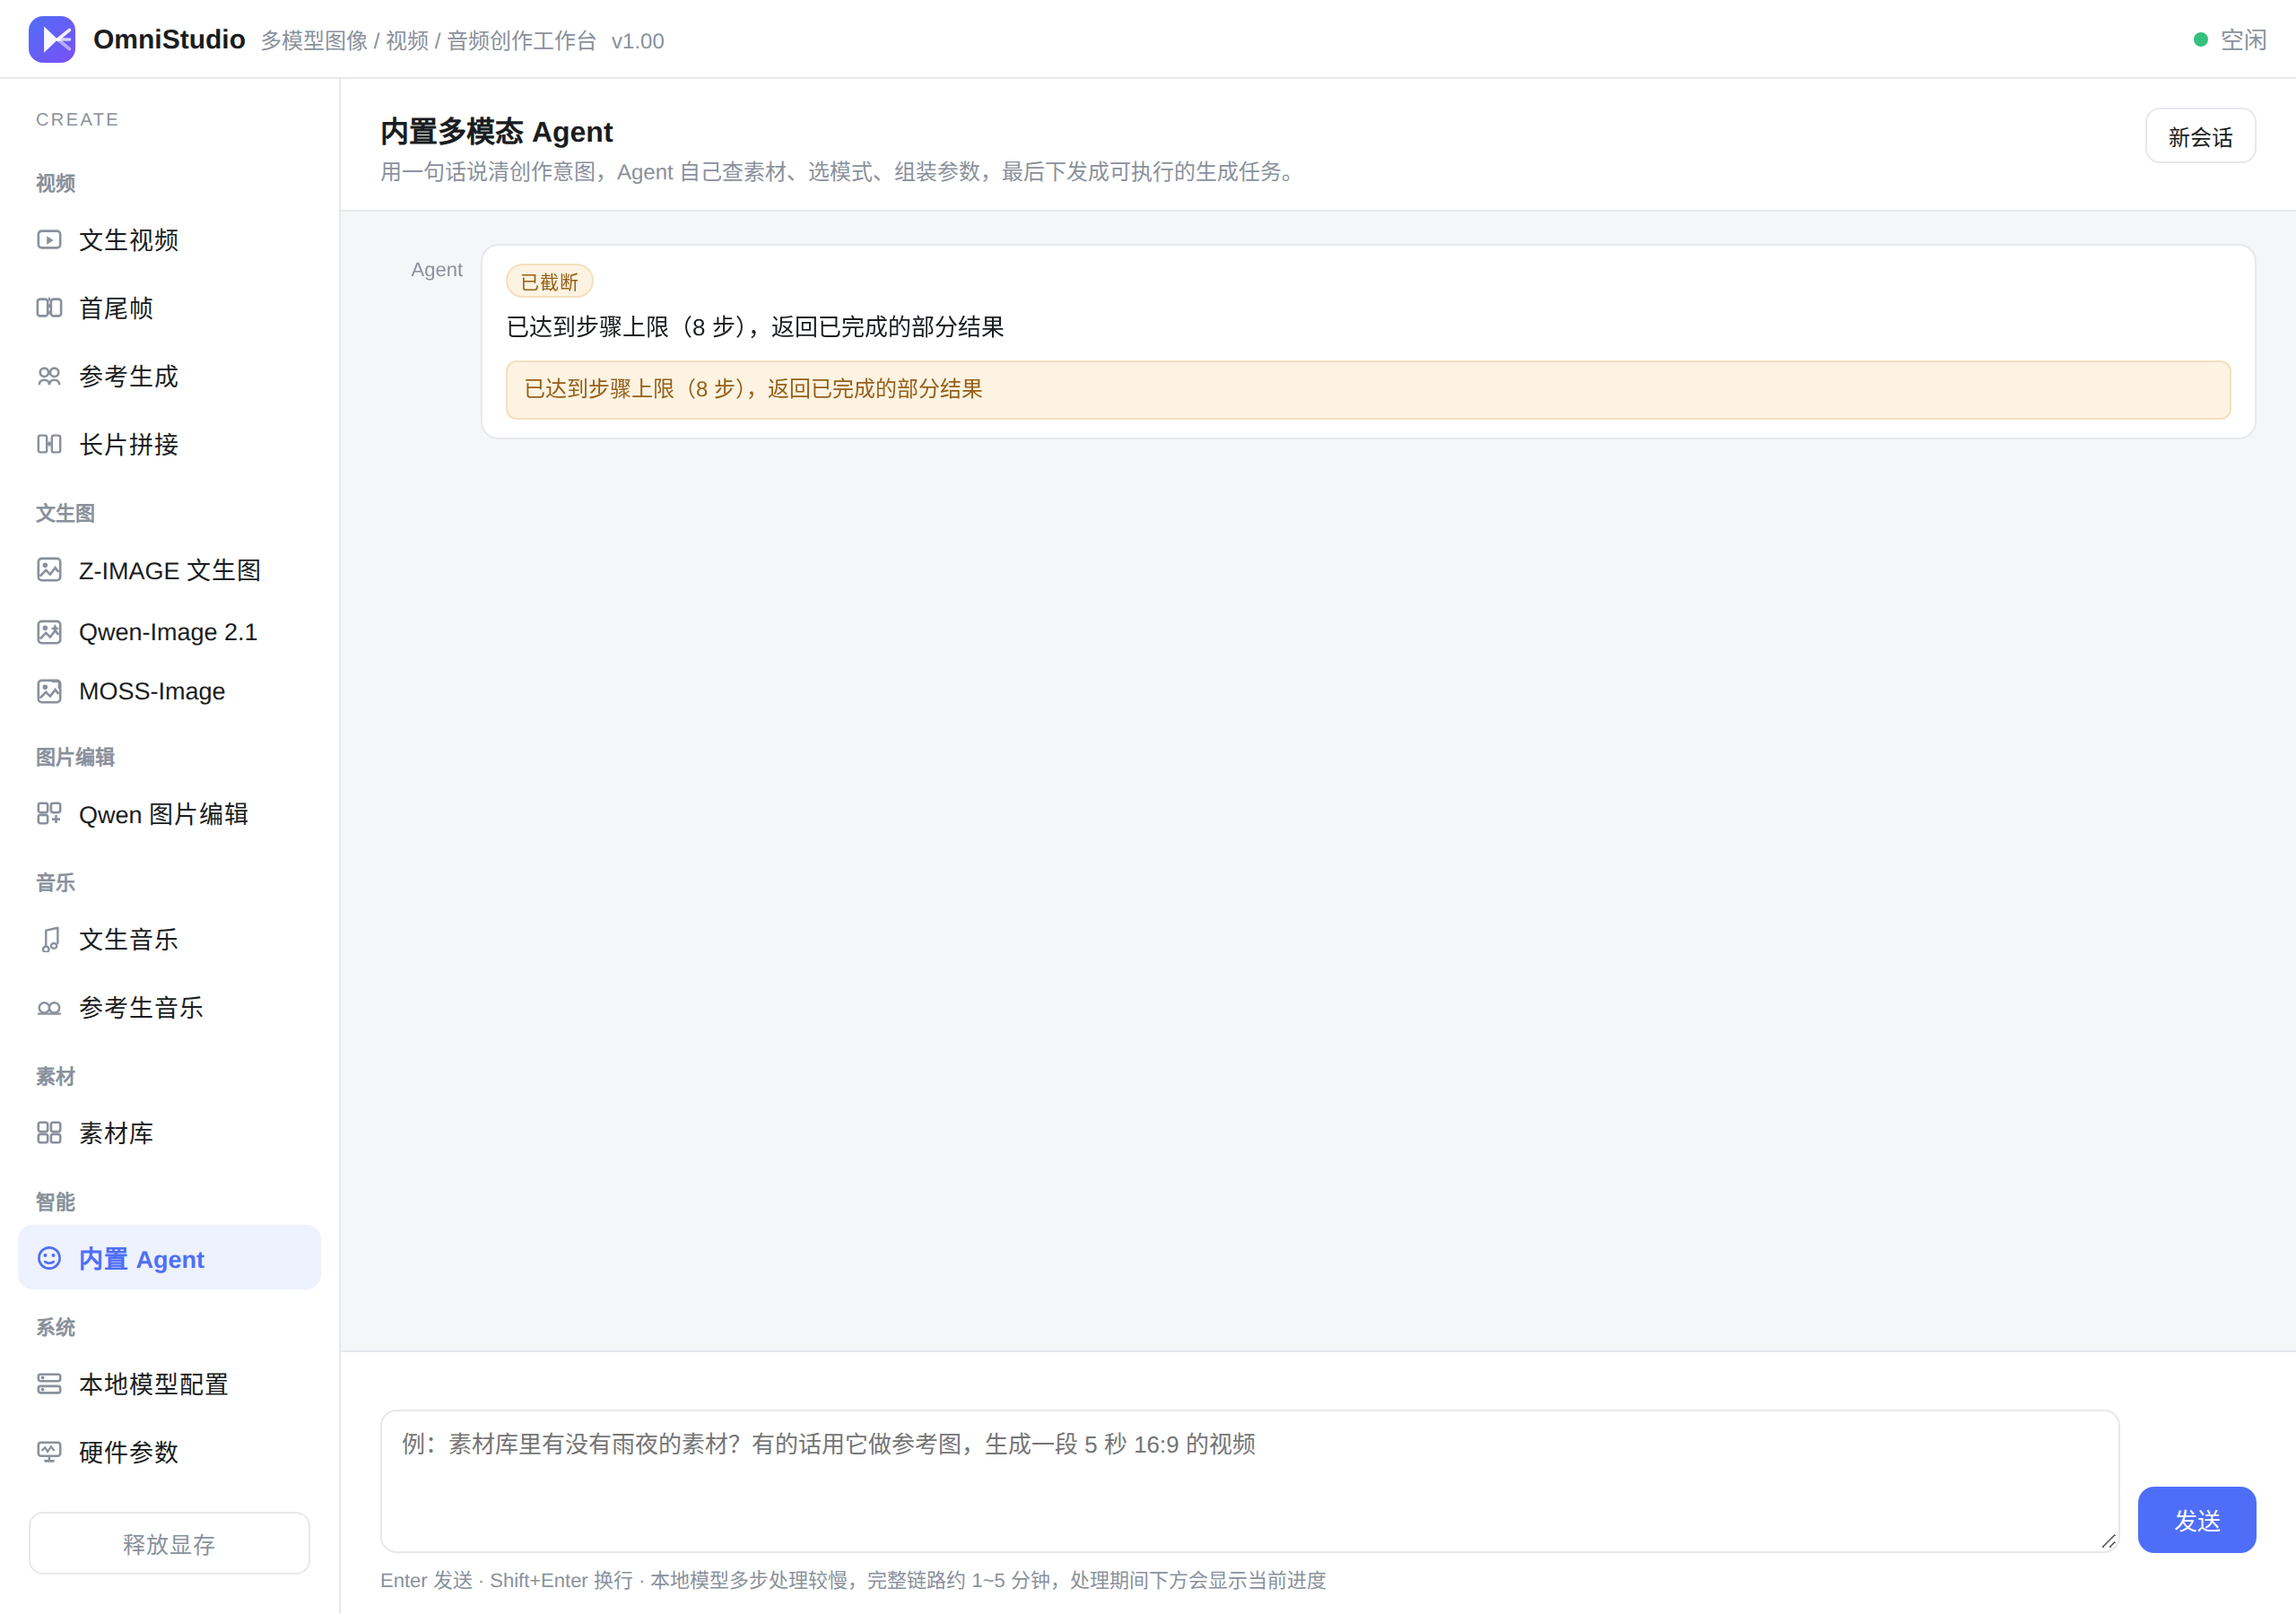 OmniStudio 多模型图像 / 视频 / 音频创作工作台 v1.00
空闲
CREATE
视频
文生视频
首尾帧
参考生成
长片拼接
文生图
Z-IMAGE 文生图
Qwen-Image 2.1
MOSS-Image
图片编辑
Qwen 图片编辑
音乐
文生音乐
参考生音乐
素材
素材库
智能
内置 Agent
系统
本地模型配置
硬件参数
释放显存
内置多模态 Agent
用一句话说清创作意图，Agent 自己查素材、选模式、组装参数，最后下发成可执行的生成任务。
新会话
Agent
已截断
已达到步骤上限（8 步），返回已完成的部分结果
已达到步骤上限（8 步），返回已完成的部分结果
例：素材库里有没有雨夜的素材？有的话用它做参考图，生成一段 5 秒 16:9 的视频
发送
Enter 发送 · Shift+Enter 换行 · 本地模型多步处理较慢，完整链路约 1~5 分钟，处理期间下方会显示当前进度